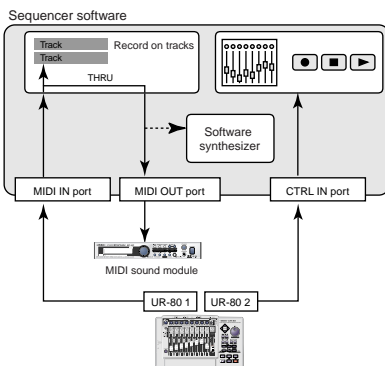 Sequencer software
Track
Record on tracks
Track
THRU
Software
synthesizer
MIDI IN port
MIDI OUT port
CTRL IN port
MIDI sound module
UR-80 1
UR-80 2